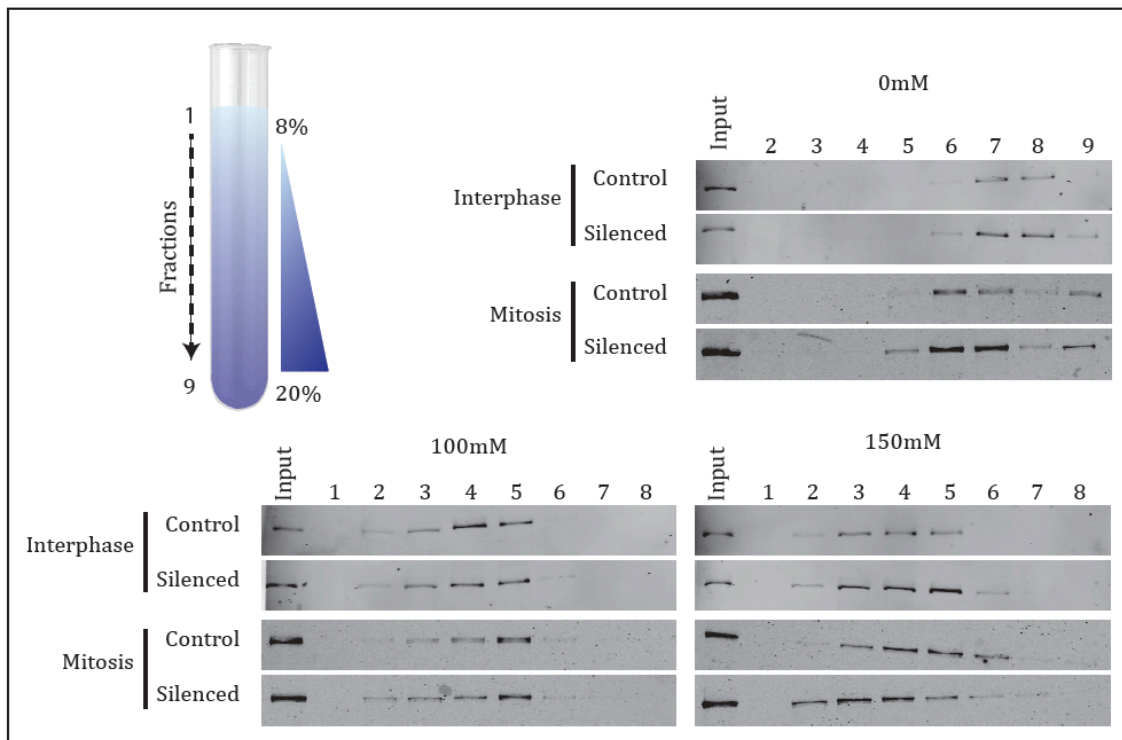 1
8%
Fractions
9
20%
0mM
Input 2 3 4 5 6 7 8 9
Interphase
Control
Silenced
Mitosis
Control
Silenced
100mM
Input 1 2 3 4 5 6 7 8
Interphase
Control
Silenced
Mitosis
Control
Silenced
150mM
Input 1 2 3 4 5 6 7 8